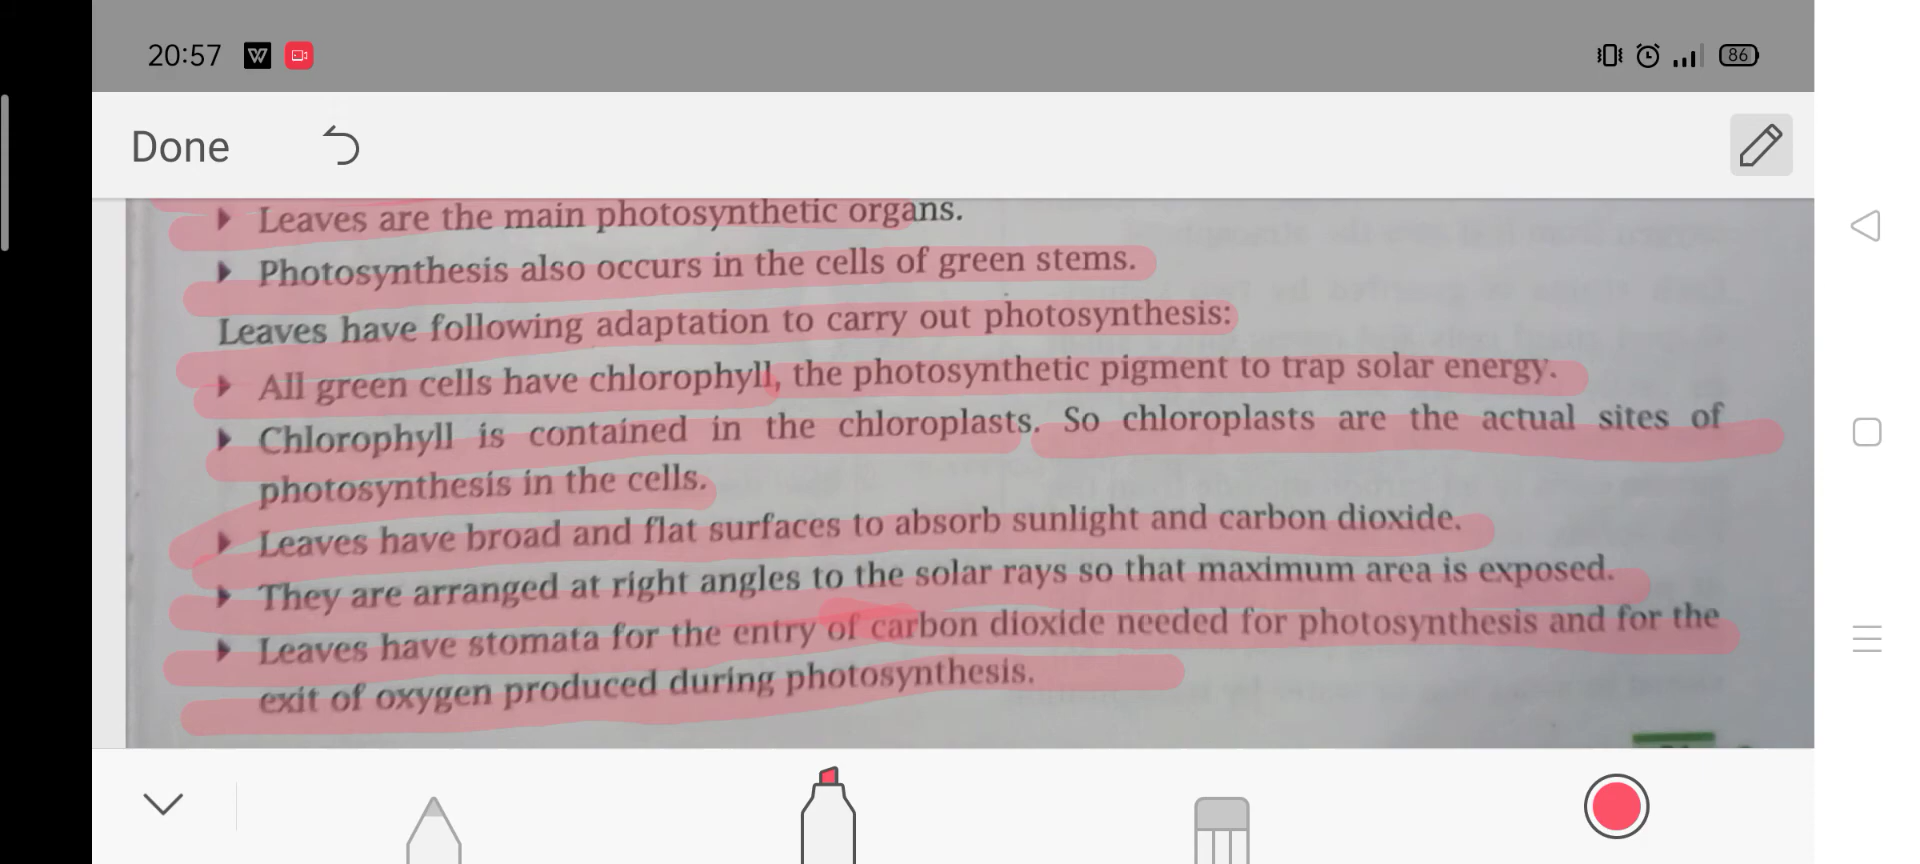 20:57
86
Done
Leaves are the main photosynthetic organs.
Photosynthesis also occurs in the cells of green stems.
Leaves have following adaptation to carry out photosynthesis:
All green cells have chlorophyll, the photosynthetic pigment to trap solar energy.
Chlorophyll is contained in the chloroplasts. So chloroplasts are the actual sites of
photosynthesis in the cells.
Leaves have broad and flat surfaces to absorb sunlight and carbon dioxide.
They are arranged at right angles to the solar rays so that maximum area is exposed.
Leaves have stomata for the entry of carbon dioxide needed for photosynthesis and for the
exit of oxygen produced during photosynthesis.